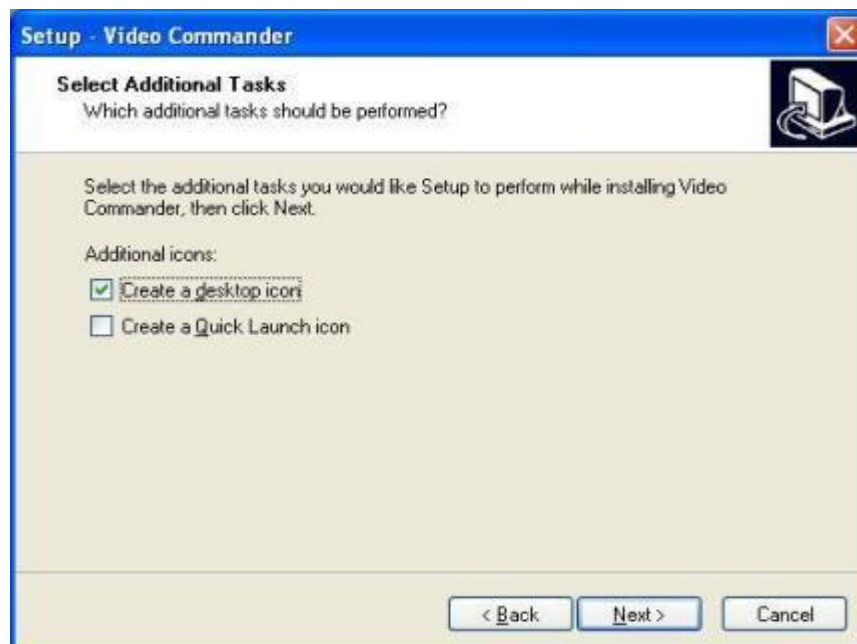 Setup - Video Commander
Select Additional Tasks
Which additional tasks should be performed?
Select the additional tasks you would like Setup to perform while installing Video
Commander, then click Next.
Additional icons:
Create a desktop icon
Create a Quick Launch icon
< Back Next > Cancel